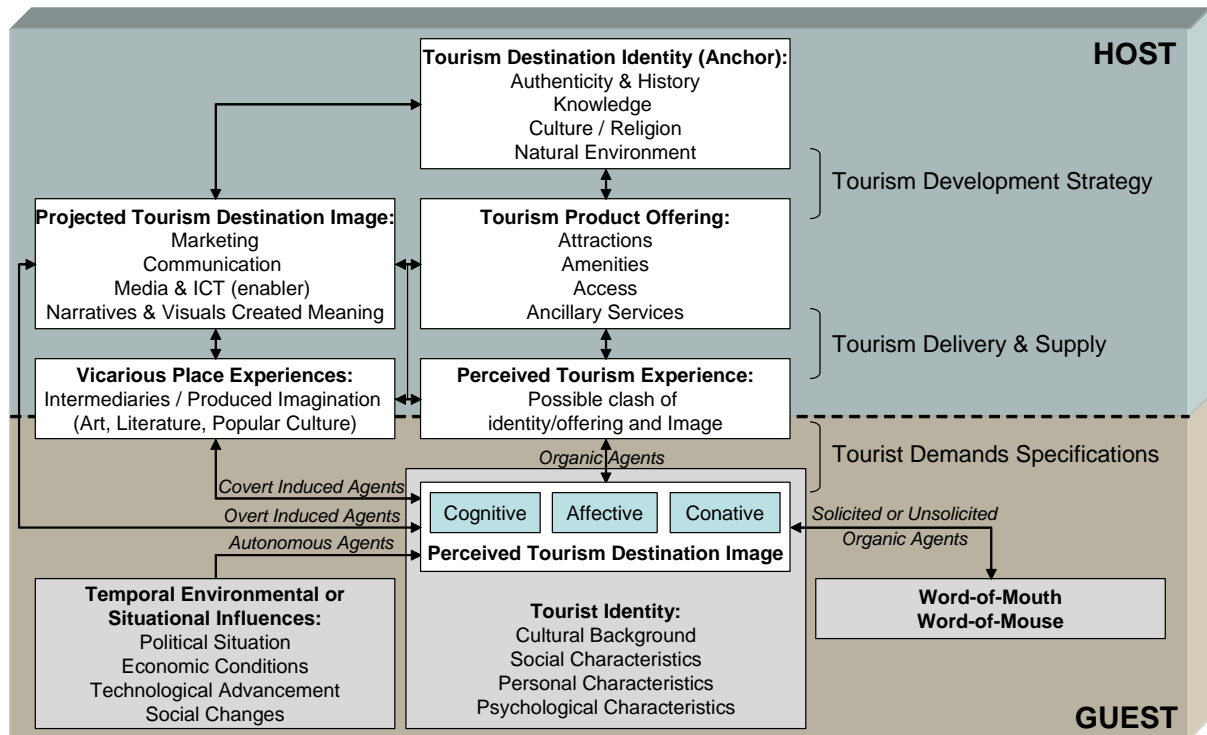 HOST
Tourism Destination Identity (Anchor):
Authenticity & History
Knowledge
Culture / Religion
Natural Environment
Tourism Development Strategy
Projected Tourism Destination Image:
Marketing
Communication
Media & ICT (enabler)
Narratives & Visuals Created Meaning
Tourism Product Offering:
Attractions
Amenities
Access
Ancillary Services
Tourism Delivery & Supply
Vicarious Place Experiences:
Intermediaries / Produced Imagination
(Art, Literature, Popular Culture)
Perceived Tourism Experience:
Possible clash of
identity/offering and Image
Tourist Demands Specifications
Organic Agents
Covert Induced Agents
Overt Induced Agents
Autonomous Agents
Cognitive
Affective
Conative
Perceived Tourism Destination Image
Solicited or Unsolicited
Organic Agents
Temporal Environmental or
Situational Influences:
Political Situation
Economic Conditions
Technological Advancement
Social Changes
Tourist Identity:
Cultural Background
Social Characteristics
Personal Characteristics
Psychological Characteristics
Word-of-Mouth
Word-of-Mouse
GUEST